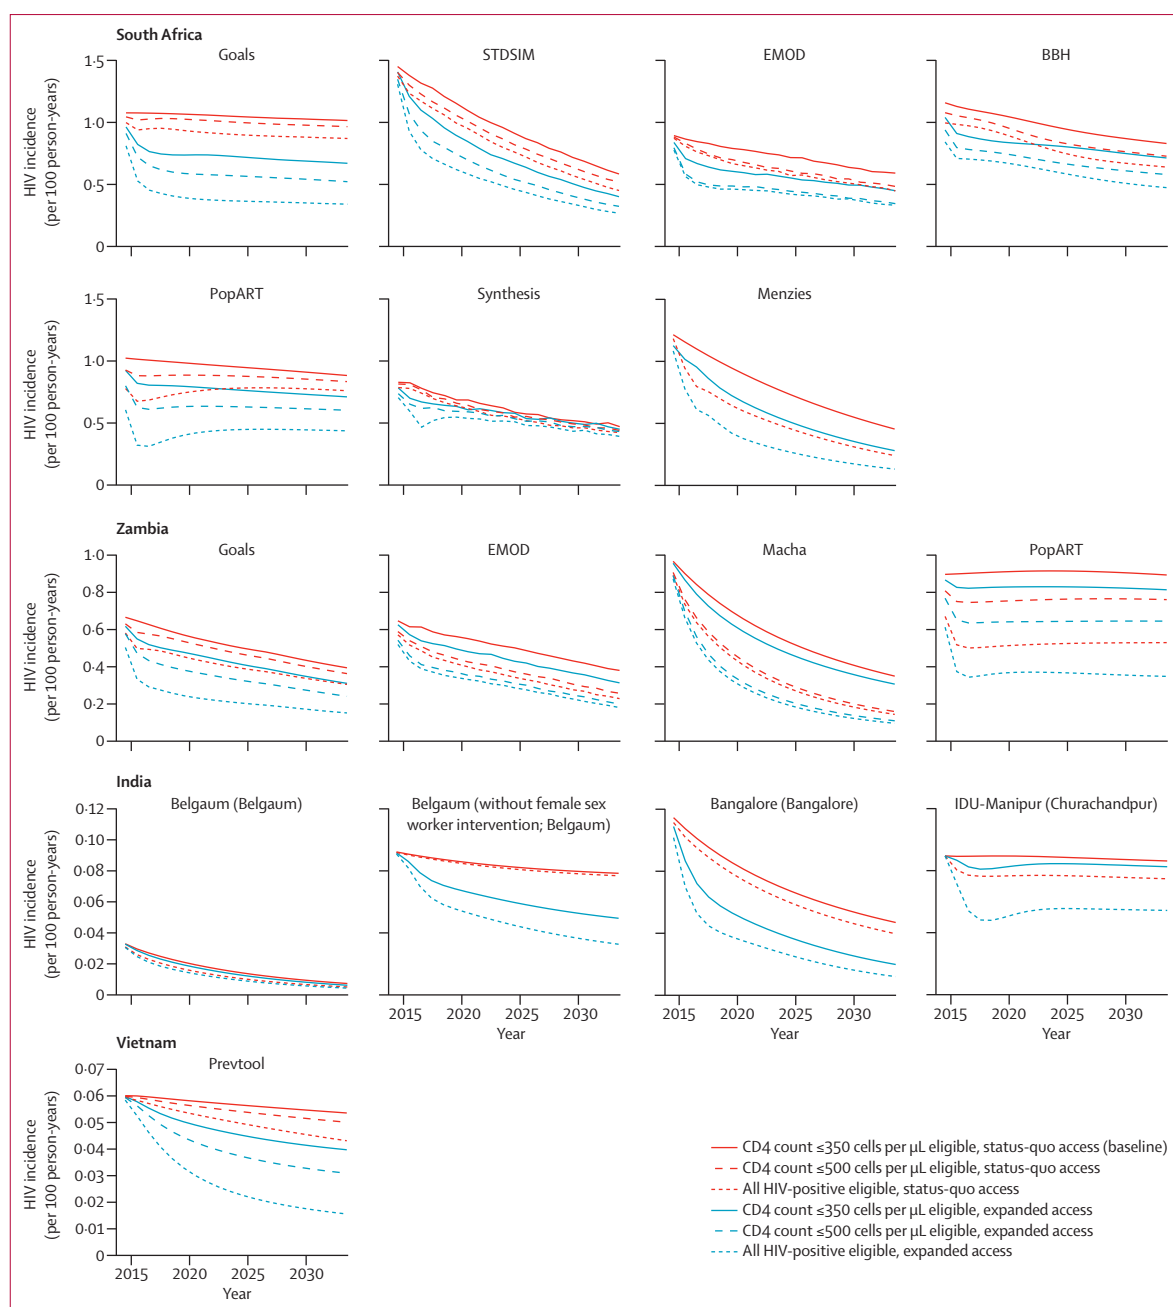 South Africa
Goals
STDSIM
EMOD
BBH
HIV incidence
(per 100 person-years)
1·5
1·0
0·5
0
PopART
Synthesis
Menzies
HIV incidence
(per 100 person-years)
1·5
1·0
0·5
0
Zambia
Goals
EMOD
Macha
PopART
HIV incidence
(per 100 person-years)
1·0
0·8
0·6
0·4
0·2
0
India
Belgaum (Belgaum)
Belgaum (without female sex
worker intervention; Belgaum)
Bangalore (Bangalore)
IDU-Manipur (Churachandpur)
HIV incidence
(per 100 person-years)
0·12
0·10
0·08
0·06
0·04
0·02
0
2015 2020 2025 2030
Year
2015 2020 2025 2030
Year
2015 2020 2025 2030
Year
Vietnam
Prevtool
HIV incidence
(per 100 person-years)
0·07
0·06
0·05
0·04
0·03
0·02
0·01
0
2015 2020 2025 2030
Year
CD4 count ≤350 cells per μL eligible, status-quo access (baseline)
CD4 count ≤500 cells per μL eligible, status-quo access
All HIV-positive eligible, status-quo access
CD4 count ≤350 cells per μL eligible, expanded access
CD4 count ≤500 cells per μL eligible, expanded access
All HIV-positive eligible, expanded access